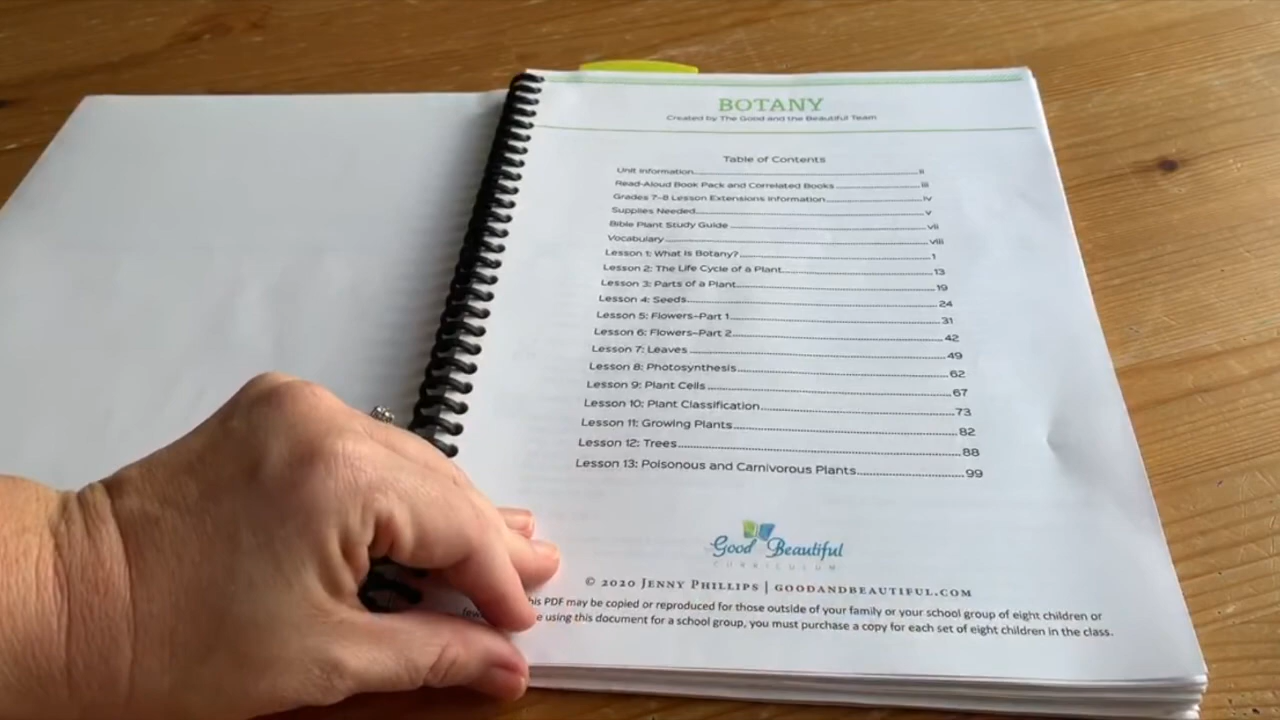 BOTANY
Created by The Good and the Beautiful Team
Table of Contents
Unit Information ii
Read-Aloud Book Pack and Correlated Books iii
Grades 7–8 Lesson Extensions Information iv
Supplies Needed v
Bible Plant Study Guide vii
Vocabulary viii
Lesson 1: What Is Botany? 1
Lesson 2: The Life Cycle of a Plant 13
Lesson 3: Parts of a Plant 19
Lesson 4: Seeds 24
Lesson 5: Flowers–Part 1 31
Lesson 6: Flowers–Part 2 42
Lesson 7: Leaves 49
Lesson 8: Photosynthesis 62
Lesson 9: Plant Cells 67
Lesson 10: Plant Classification 73
Lesson 11: Growing Plants 82
Lesson 12: Trees 88
Lesson 13: Poisonous and Carnivorous Plants 99
Good Beautiful
CURRICULUM
© 2020 JENNY PHILLIPS | GOODANDBEAUTIFUL.COM
his PDF may be copied or reproduced for those outside of your family or your school group of eight children or
e using this document for a school group, you must purchase a copy for each set of eight children in the class.